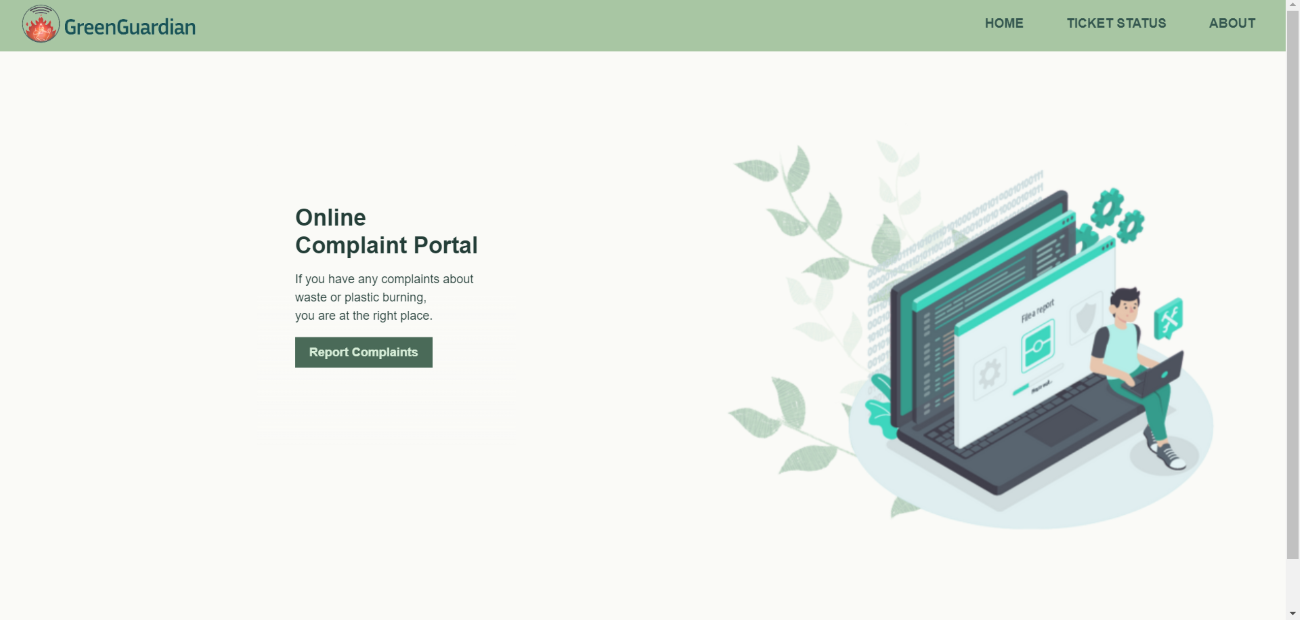 GreenGuardian
HOME
TICKET STATUS
ABOUT
Online
Complaint Portal
If you have any complaints about
waste or plastic burning,
you are at the right place.
Report Complaints
File a report